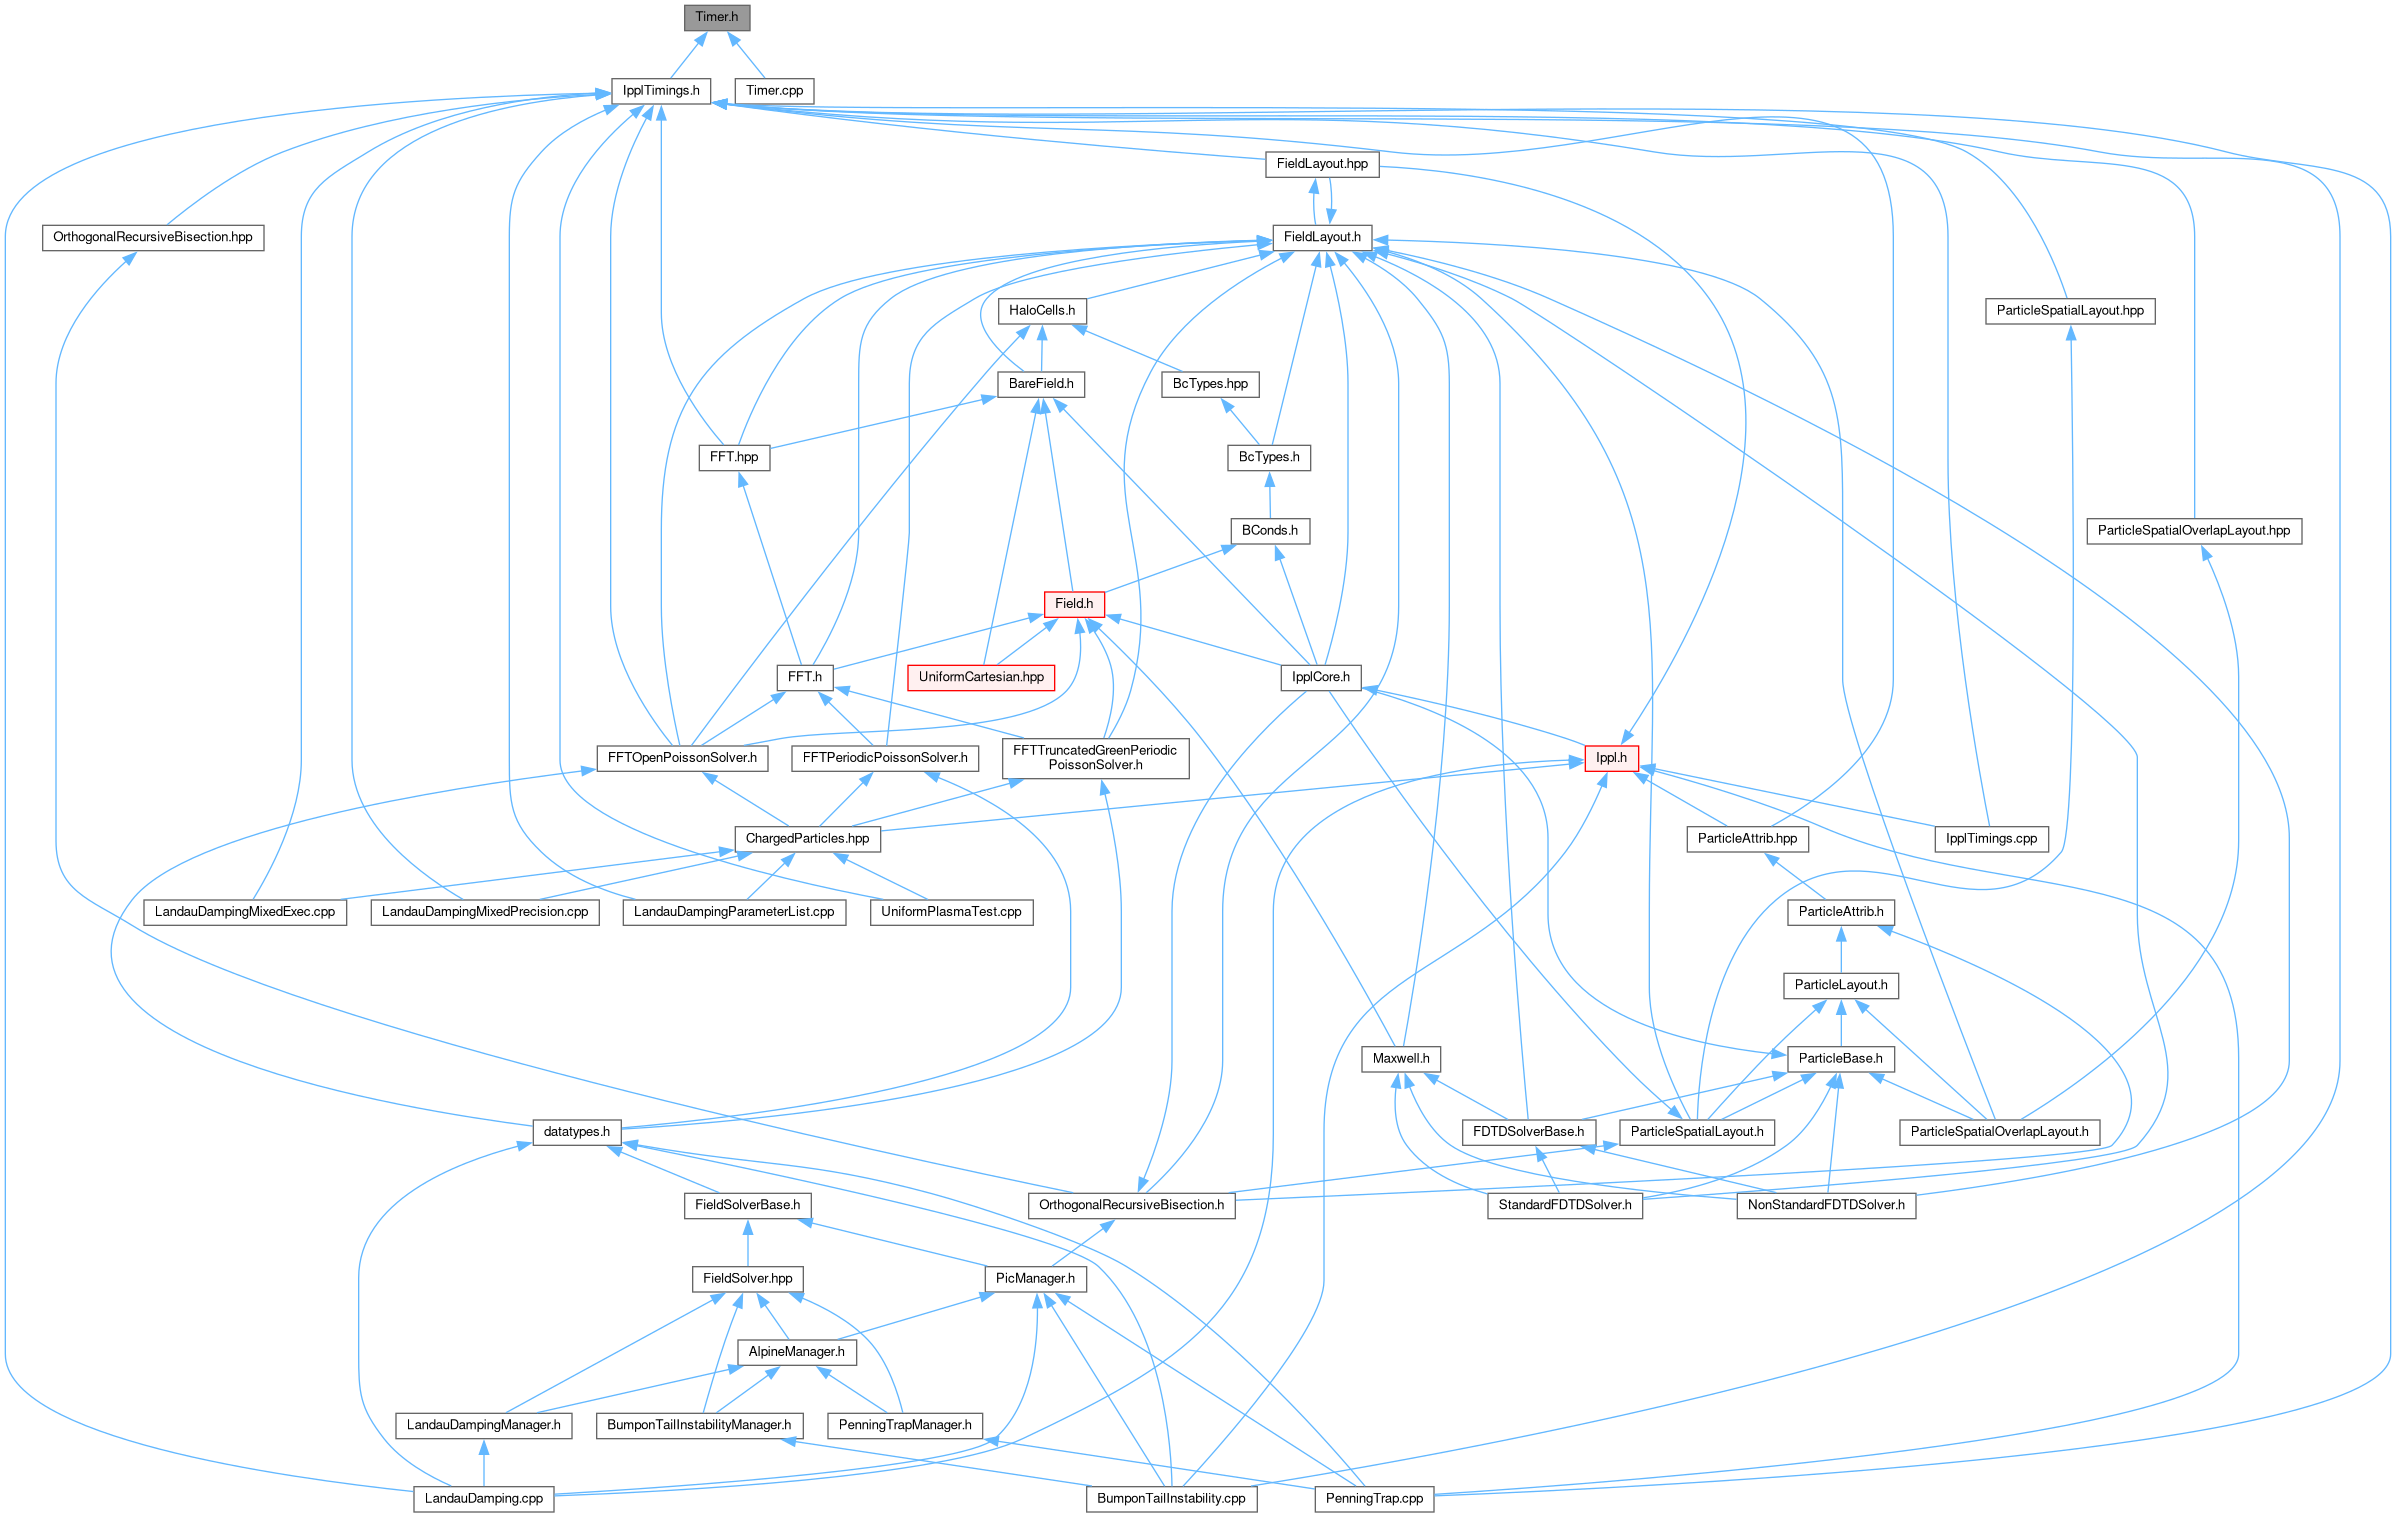 Timer.h
IpplTimings.h
Timer.cpp
FieldLayout.hpp
OrthogonalRecursiveBisection.hpp
FieldLayout.h
HaloCells.h
ParticleSpatialLayout.hpp
BareField.h
BcTypes.hpp
FFT.hpp
BcTypes.h
BConds.h
ParticleSpatialOverlapLayout.hpp
Field.h
FFT.h
UniformCartesian.hpp
IpplCore.h
FFTOpenPoissonSolver.h
FFTPeriodicPoissonSolver.h
FFTTruncatedGreenPeriodic
PoissonSolver.h
Ippl.h
ChargedParticles.hpp
ParticleAttrib.hpp
IpplTimings.cpp
LandauDampingMixedExec.cpp
LandauDampingMixedPrecision.cpp
LandauDampingParameterList.cpp
UniformPlasmaTest.cpp
ParticleAttrib.h
ParticleLayout.h
Maxwell.h
ParticleBase.h
datatypes.h
FDTDSolverBase.h
ParticleSpatialLayout.h
ParticleSpatialOverlapLayout.h
FieldSolverBase.h
OrthogonalRecursiveBisection.h
StandardFDTDSolver.h
NonStandardFDTDSolver.h
FieldSolver.hpp
PicManager.h
AlpineManager.h
LandauDampingManager.h
BumponTailInstabilityManager.h
PenningTrapManager.h
LandauDamping.cpp
BumponTailInstability.cpp
PenningTrap.cpp